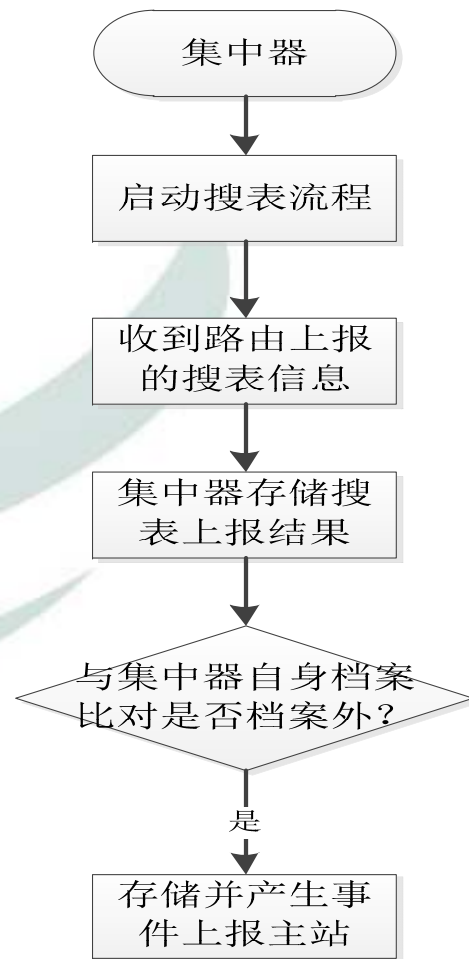 集中器
启动搜表流程
收到路由上报
的搜表信息
集中器存储搜
表上报结果
与集中器自身档案
比对是否档案外？
是
存储并产生事
件上报主站